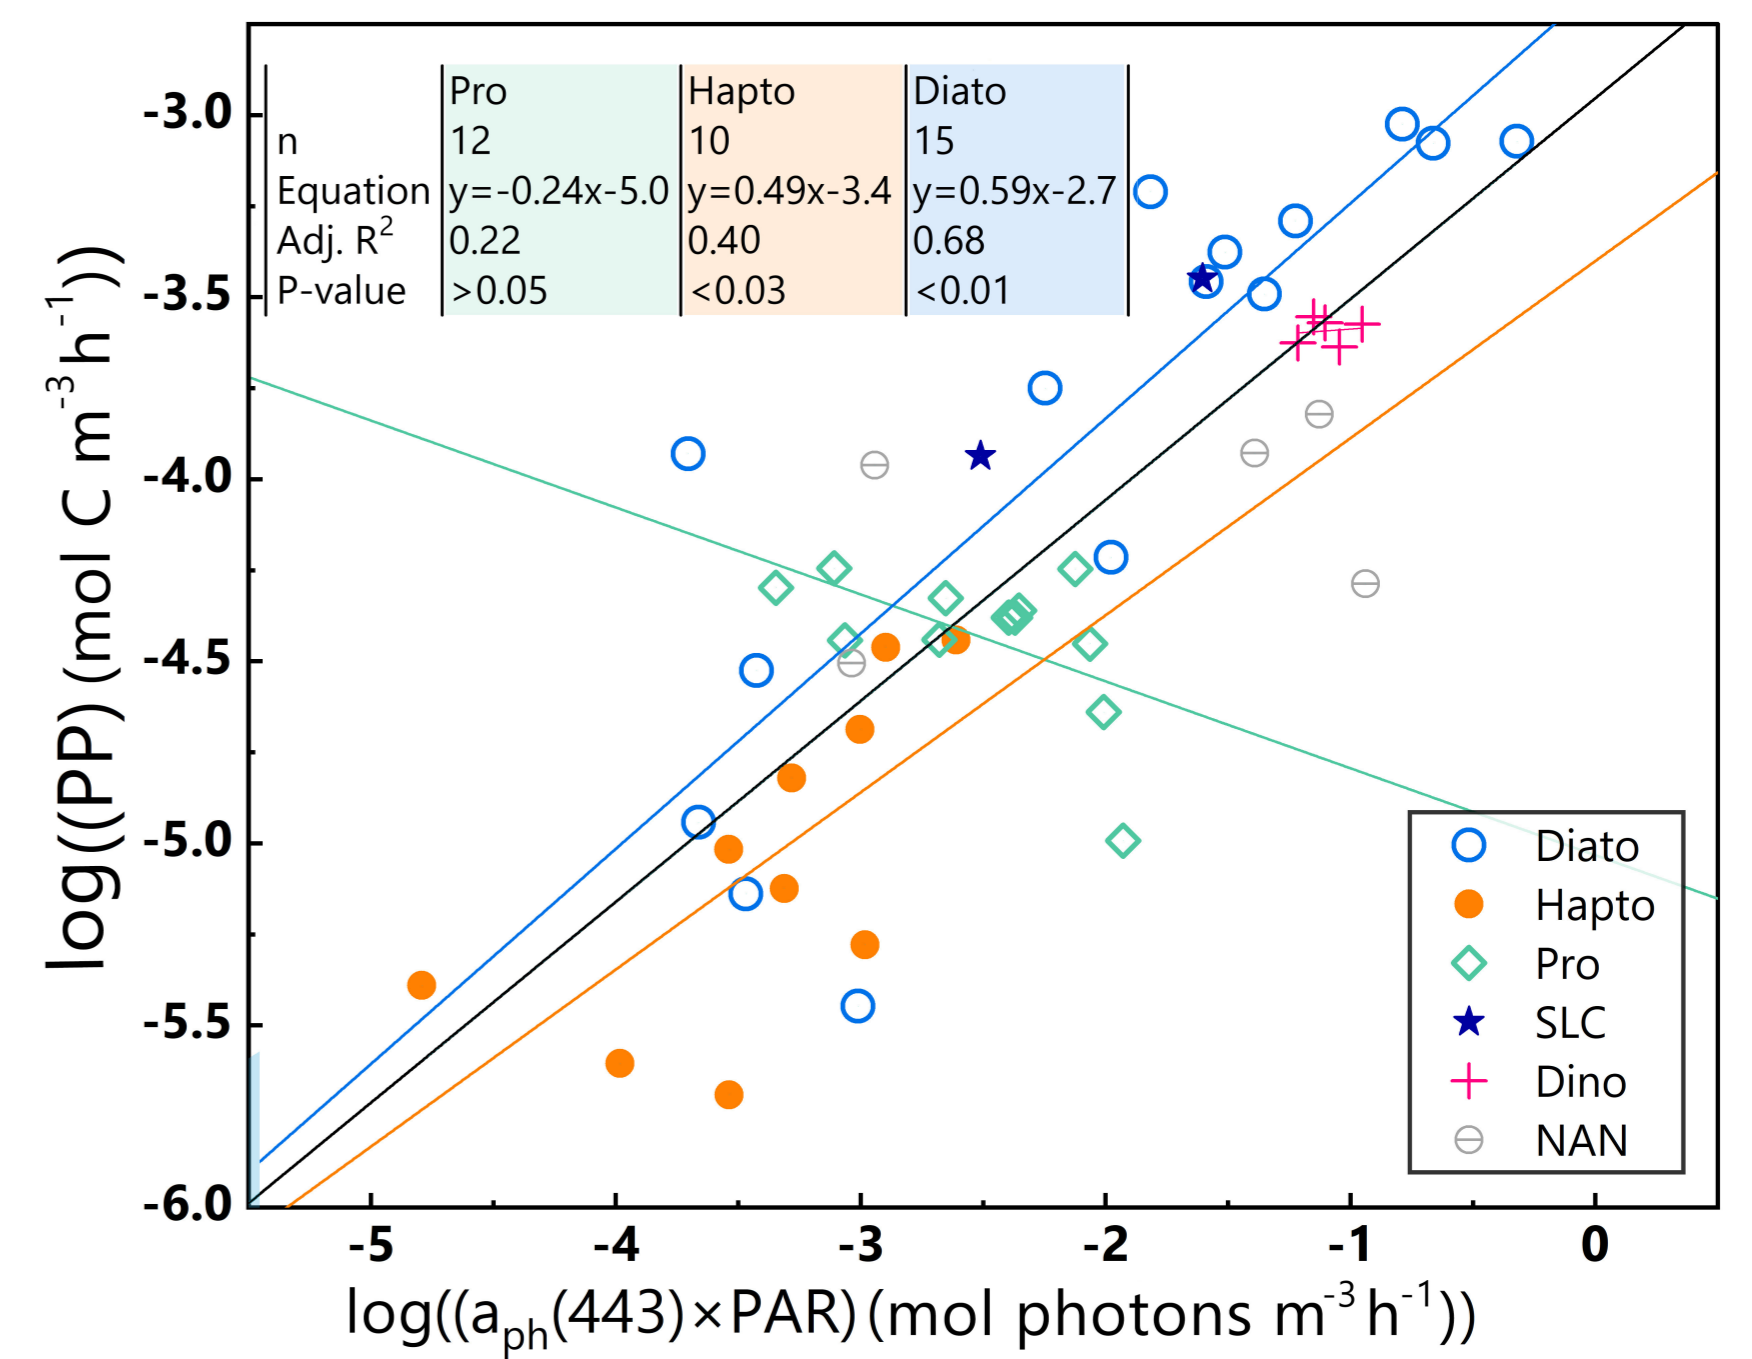 log((PP) (mol C m⁻³ h⁻¹))
-3.0
-3.5
-4.0
-4.5
-5.0
-5.5
-6.0
Pro Hapto Diato
n 12 10 15
Equation y=-0.24x-5.0 y=0.49x-3.4 y=0.59x-2.7
Adj. R² 0.22 0.40 0.68
P-value >0.05 <0.03 <0.01
Diato
Hapto
Pro
SLC
Dino
NAN
-5 -4 -3 -2 -1 0
log((aph(443)×PAR) (mol photons m⁻³ h⁻¹))